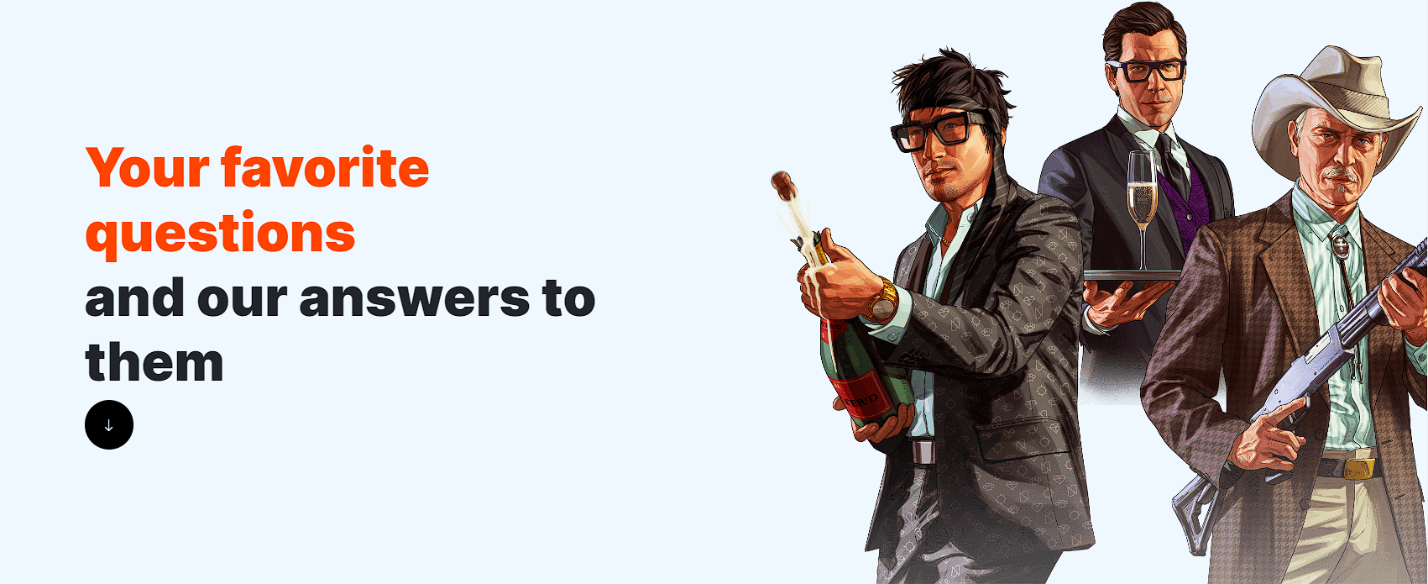 Your favorite
questions
and our answers to
them